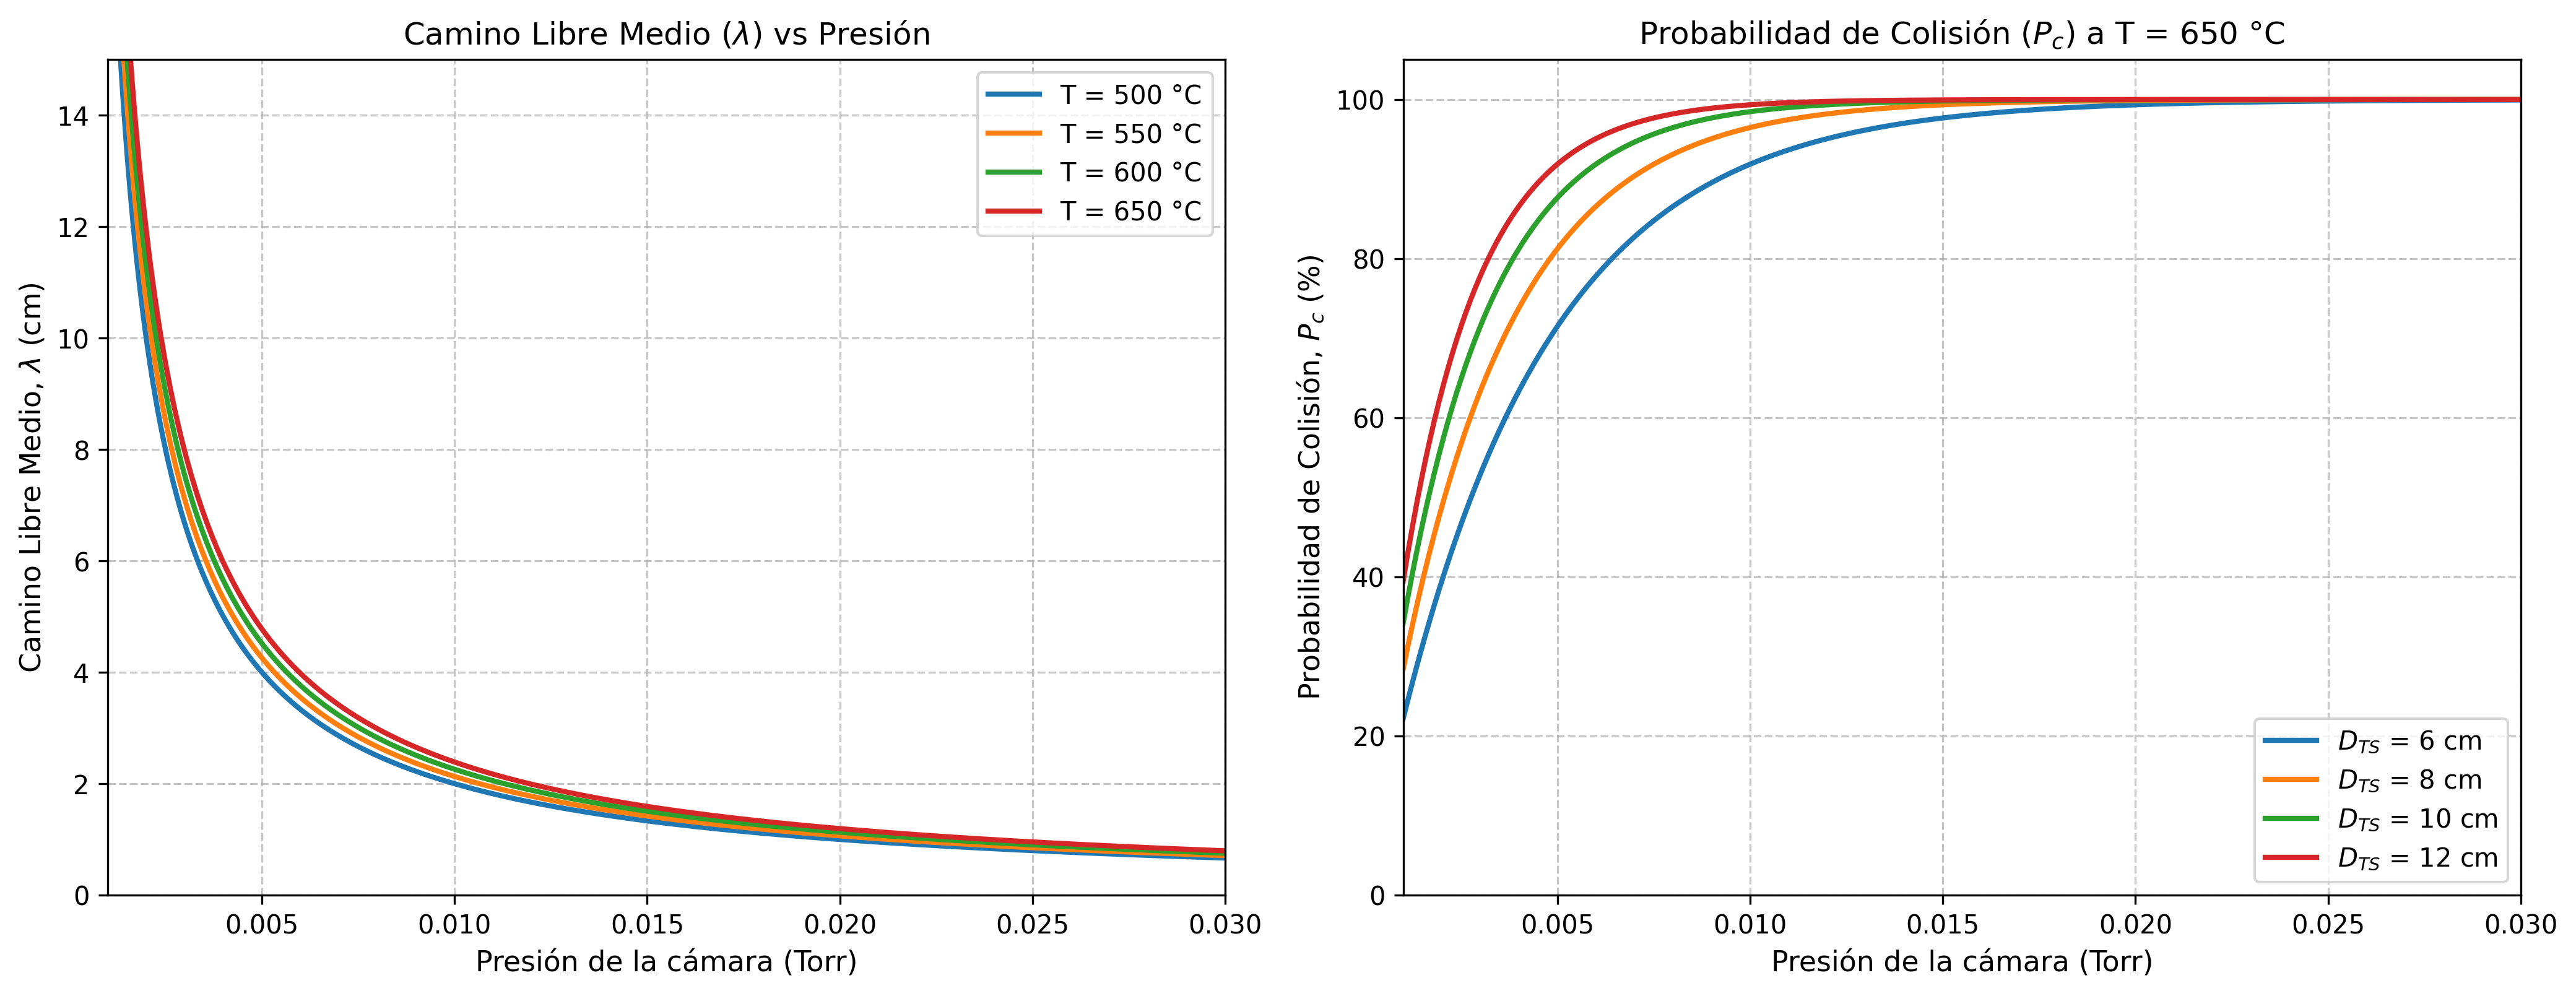 Camino Libre Medio (λ) vs Presión
14
12
10
8
6
4
2
0
0.005 0.010 0.015 0.020 0.025 0.030
Camino Libre Medio, λ (cm)
Presión de la cámara (Torr)
T = 500 °C
T = 550 °C
T = 600 °C
T = 650 °C
Probabilidad de Colisión (P_c) a T = 650 °C
100
80
60
40
20
0
0.005 0.010 0.015 0.020 0.025 0.030
Probabilidad de Colisión, P_c (%)
Presión de la cámara (Torr)
D_TS = 6 cm
D_TS = 8 cm
D_TS = 10 cm
D_TS = 12 cm